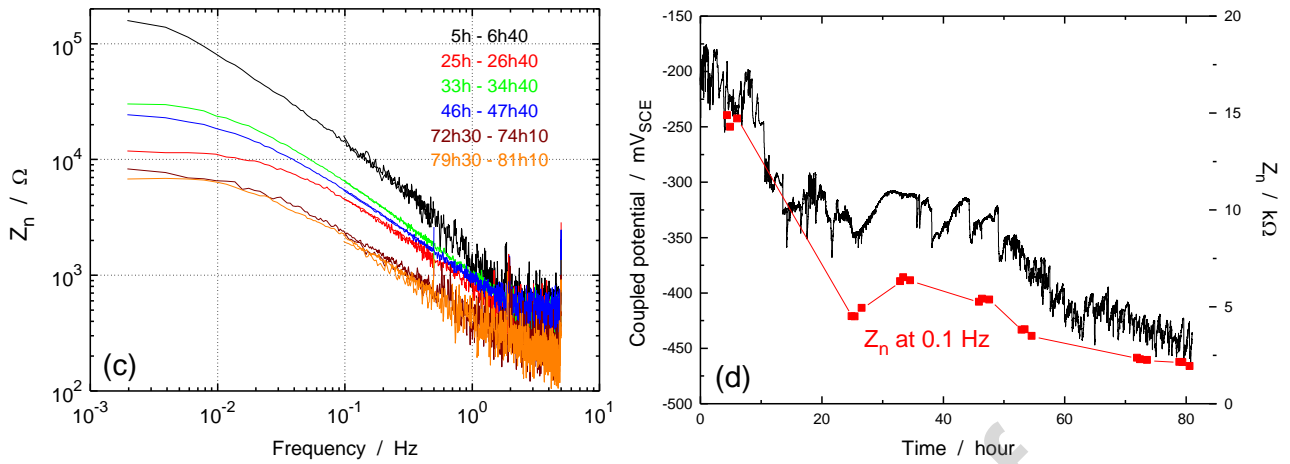 10^5
10^4
10^3
10^2
Z_n / Ω
5h - 6h40
25h - 26h40
33h - 34h40
46h - 47h40
72h30 - 74h10
79h30 - 81h10
(c)
10^-3
10^-2
10^-1
10^0
10^1
Frequency / Hz
-150
-200
-250
-300
-350
-400
-450
-500
Coupled potential / mV_SCE
Z_n at 0.1 Hz
(d)
0
20
40
60
80
Time / hour
20
15
10
5
0
Z_n / kΩ
c